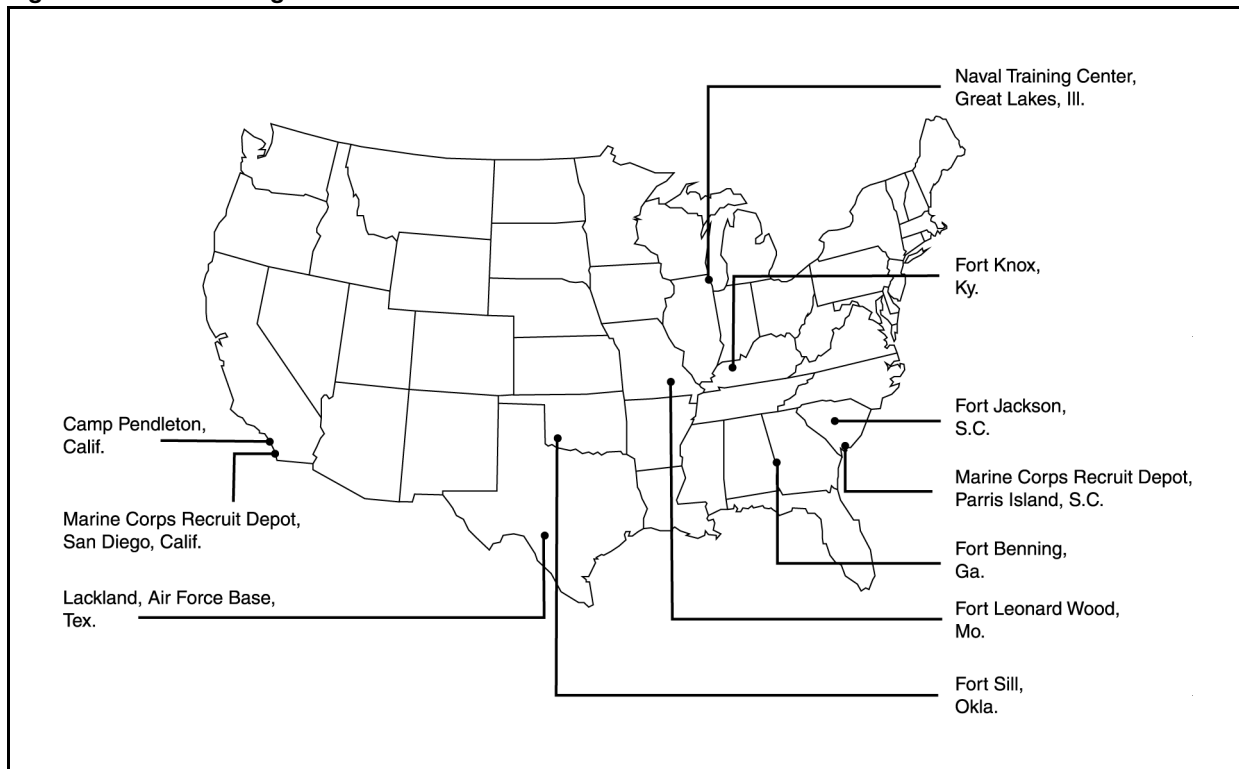 Naval Training Center,
Great Lakes, Ill.
Fort Knox,
Ky.
Fort Jackson,
S.C.
Camp Pendleton,
Calif.
Marine Corps Recruit Depot,
Parris Island, S.C.
Marine Corps Recruit Depot,
San Diego, Calif.
Fort Benning,
Ga.
Lackland, Air Force Base,
Tex.
Fort Leonard Wood,
Mo.
Fort Sill,
Okla.